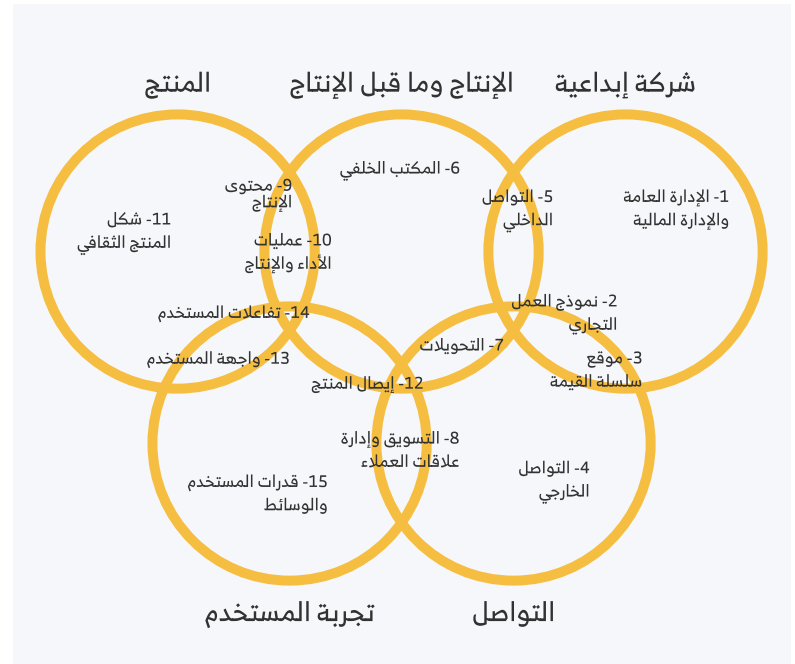 شركة إبداعية
الإنتاج وما قبل الإنتاج
المنتج
1- الإدارة العامة
والإدارة المالية
2- نموذج العمل
التجاري
3- موقع
سلسلة القيمة
4- التواصل
الخارجي
5- التواصل
الداخلي
6- المكتب الخلفي
7- التحويلات
8- التسويق وإدارة
علاقات العملاء
9- محتوى
الإنتاج
10- عمليات
الأداء والإنتاج
11- شكل
المنتج الثقافي
12- إيصال المنتج
13- واجهة المستخدم
14- تفاعلات المستخدم
15- قدرات المستخدم
والوسائط
التواصل
تجربة المستخدم